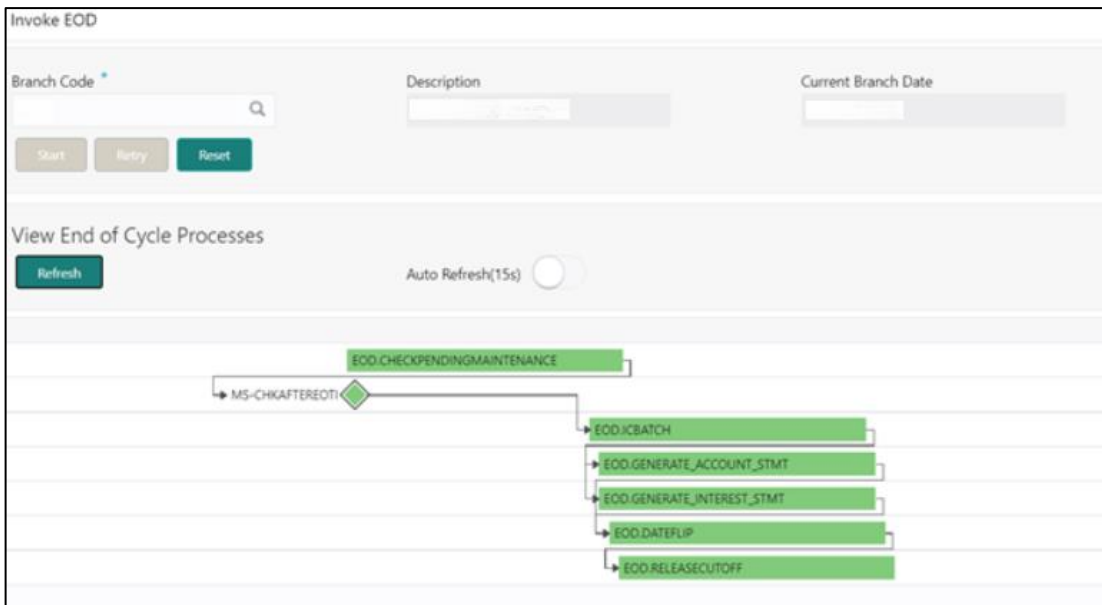 Invoke EOD
Branch Code *
Description
Current Branch Date
Start
Retry
Reset
View End of Cycle Processes
Refresh
Auto Refresh(15s)
EOD.CHECKPENDINGMAINTENANCE
MS-CHKAFTEREOTI
EOD.ICBATCH
EOD.GENERATE_ACCOUNT_STMT
EOD.GENERATE_INTEREST_STMT
EOD.DATEFLIP
EOD.RELEASECUTOFF